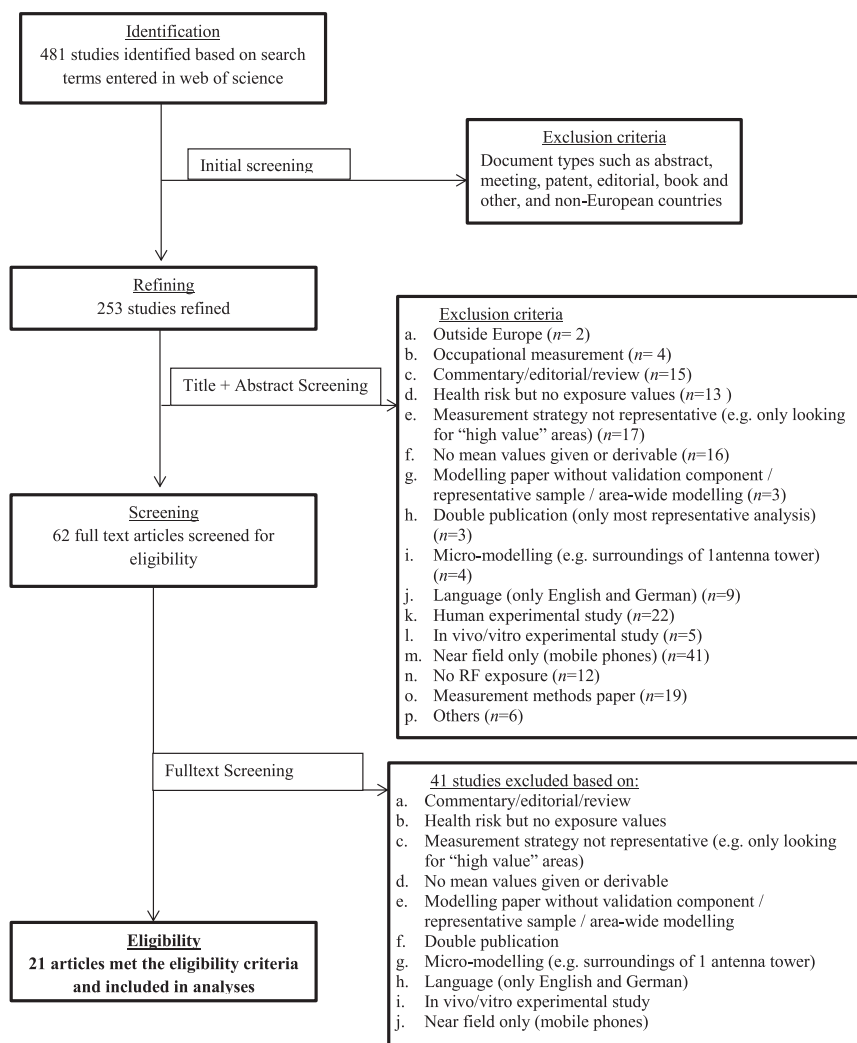 Identification
481 studies identified based on search
terms entered in web of science
Initial screening
Exclusion criteria
Document types such as abstract,
meeting, patent, editorial, book and
other, and non-European countries
Refining
253 studies refined
Title + Abstract Screening
Exclusion criteria
a. Outside Europe (n= 2)
b. Occupational measurement (n= 4)
c. Commentary/editorial/review (n=15)
d. Health risk but no exposure values (n=13 )
e. Measurement strategy not representative (e.g. only looking
for “high value” areas) (n=17)
f. No mean values given or derivable (n=16)
g. Modelling paper without validation component /
representative sample / area-wide modelling (n=3)
h. Double publication (only most representative analysis)
(n=3)
i. Micro-modelling (e.g. surroundings of 1antenna tower)
(n=4)
j. Language (only English and German) (n=9)
k. Human experimental study (n=22)
l. In vivo/vitro experimental study (n=5)
m. Near field only (mobile phones) (n=41)
n. No RF exposure (n=12)
o. Measurement methods paper (n=19)
p. Others (n=6)
Screening
62 full text articles screened for
eligibility
Fulltext Screening
41 studies excluded based on:
a. Commentary/editorial/review
b. Health risk but no exposure values
c. Measurement strategy not representative (e.g. only looking
for “high value” areas)
d. No mean values given or derivable
e. Modelling paper without validation component /
representative sample / area-wide modelling
f. Double publication
g. Micro-modelling (e.g. surroundings of 1 antenna tower)
h. Language (only English and German)
i. In vivo/vitro experimental study
j. Near field only (mobile phones)
Eligibility
21 articles met the eligibility criteria
and included in analyses